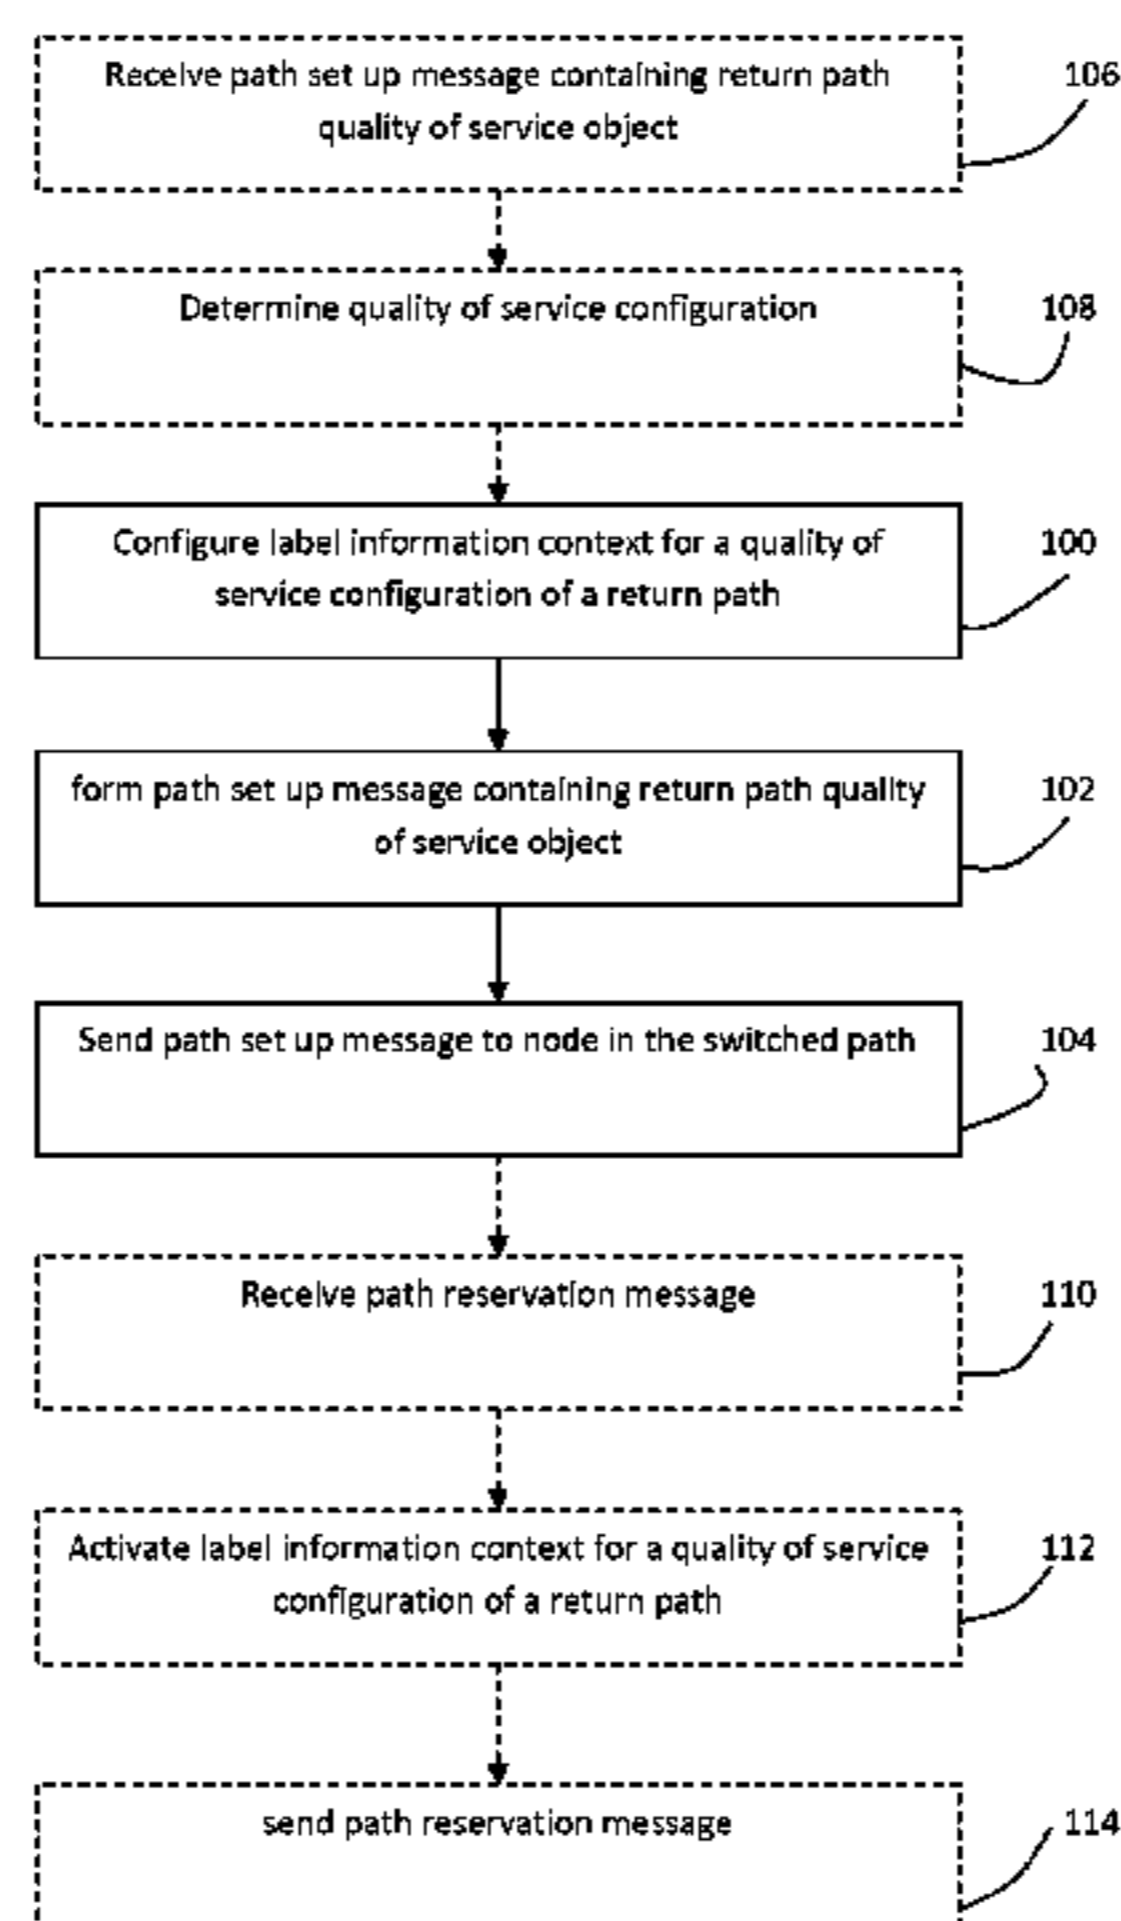 Receive path set up message containing return path
106
quality of service object
Determine quality of service configuration
108
Configure label information context for a quality of
100
service configuration of a return path
form path set up message containing return path quality
102
of service object
Send path set up message to node in the switched path
104
Receive path reservation message
110
Activate label information context for a quality of service
112
configuration of a return path
send path reservation message
114